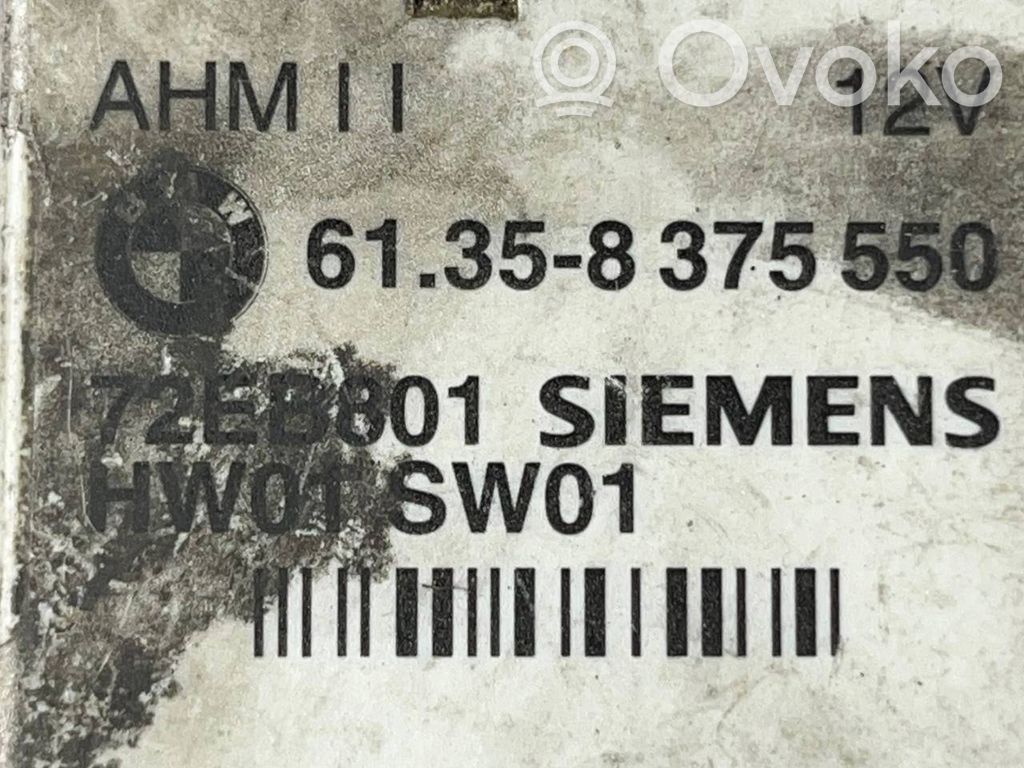 Ovoko
AHM I I 12V
W
61.35-8 375 550
72EB801 SIEMENS
HW01 SW01